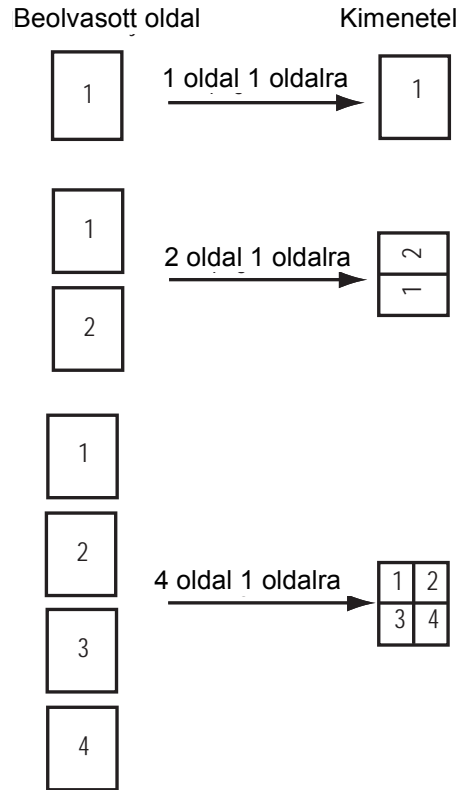 Beolvasott oldal Kimenetel
1 1 oldal 1 oldalra 1
1
2 oldal 1 oldalra 2
1
2
1
2
4 oldal 1 oldalra 1 2
3 4
3
4